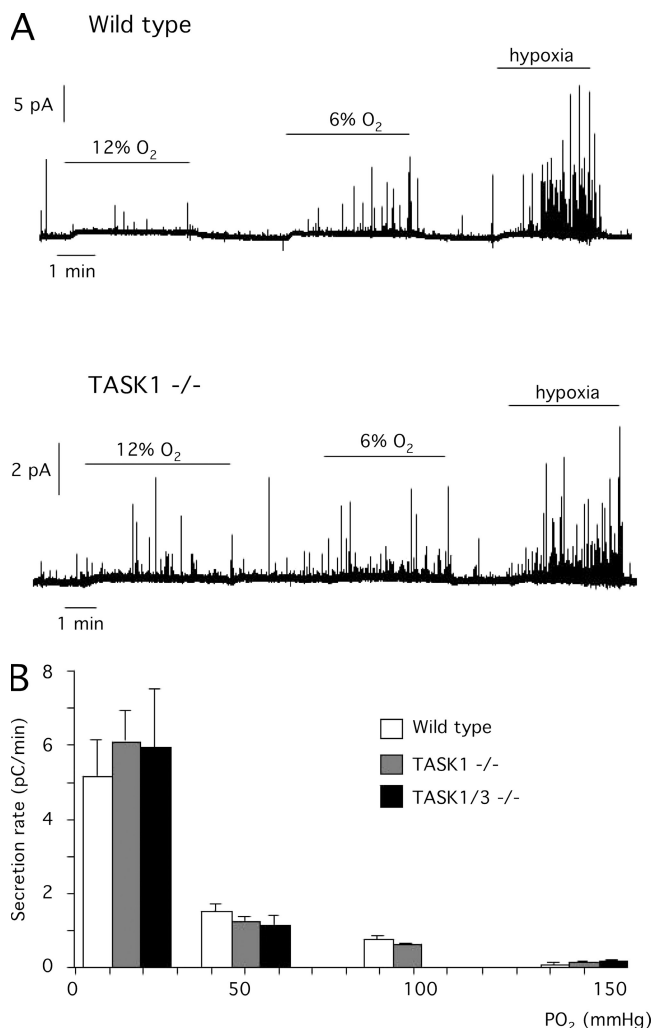 A
Wild type
hypoxia
5 pA
6% O2
12% O2
1 min
TASK1 -/-
hypoxia
12% O2
6% O2
2 pA
1 min
B
8
6
4
2
0
Secretion rate (pC/min)
Wild type
TASK1 -/-
TASK1/3 -/-
0 50 100 150
PO2 (mmHg)